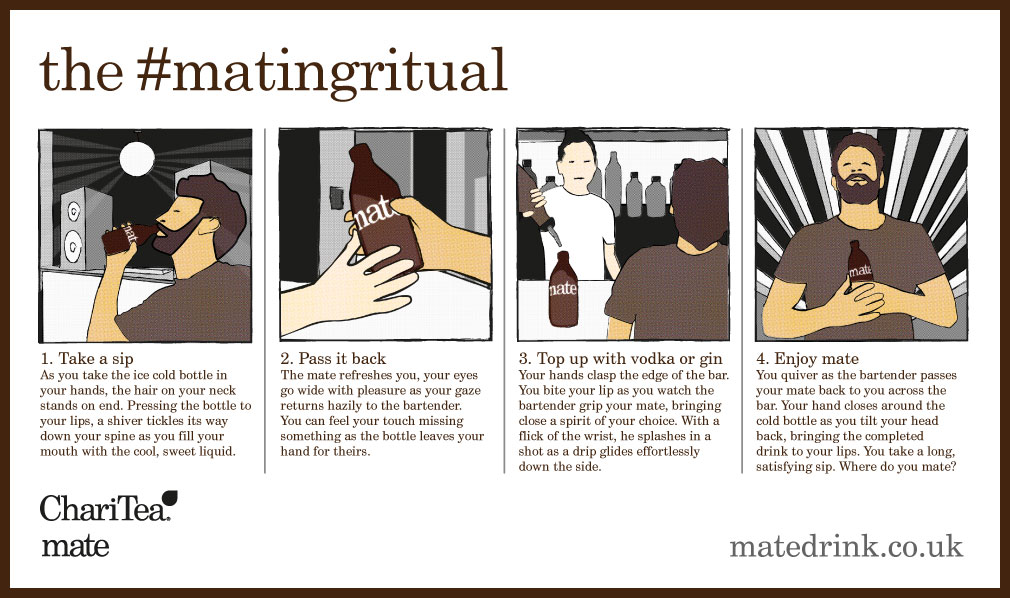 the #matingritual
mate
mate
mate
mate
1. Take a sip
As you take the ice cold bottle in
your hands, the hair on your neck
stands on end. Pressing the bottle to
your lips, a shiver tickles its way
down your spine as you fill your
mouth with the cool, sweet liquid.
2. Pass it back
The mate refreshes you, your eyes
go wide with pleasure as your gaze
returns hazily to the bartender.
You can feel your touch missing
something as the bottle leaves your
hand for theirs.
3. Top up with vodka or gin
Your hands clasp the edge of the bar.
You bite your lip as you watch the
bartender grip your mate, bringing
close a spirit of your choice. With a
flick of the wrist, he splashes in a
shot as a drip glides effortlessly
down the side.
4. Enjoy mate
You quiver as the bartender passes
your mate back to you across the
bar. Your hand closes around the
cold bottle as you tilt your head
back, bringing the completed
drink to your lips. You take a long,
satisfying sip. Where do you mate?
ChariTea®
mate
matedrink.co.uk